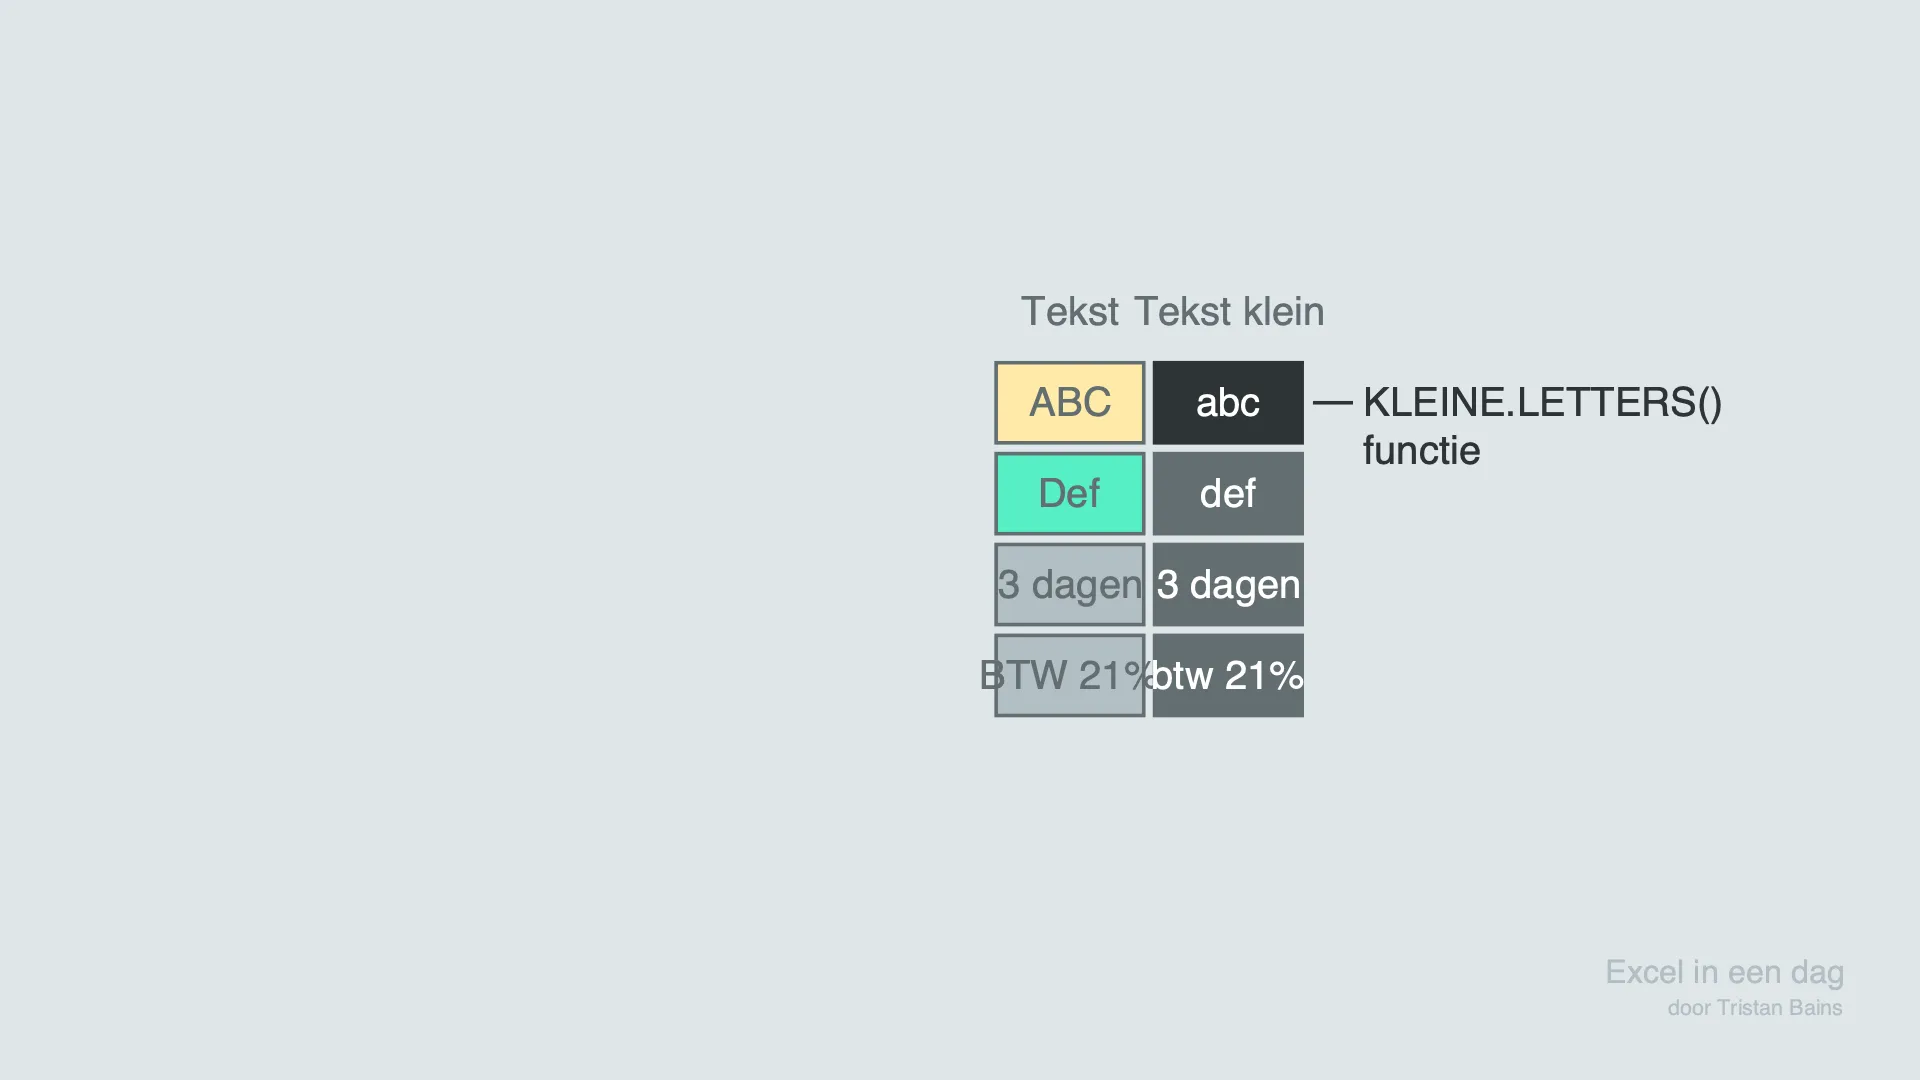 Tekst Tekst klein
ABC abc KLEINE.LETTERS()
functie
Def def
3 dagen 3 dagen
BTW 21% btw 21%
Excel in een dag
door Tristan Bains